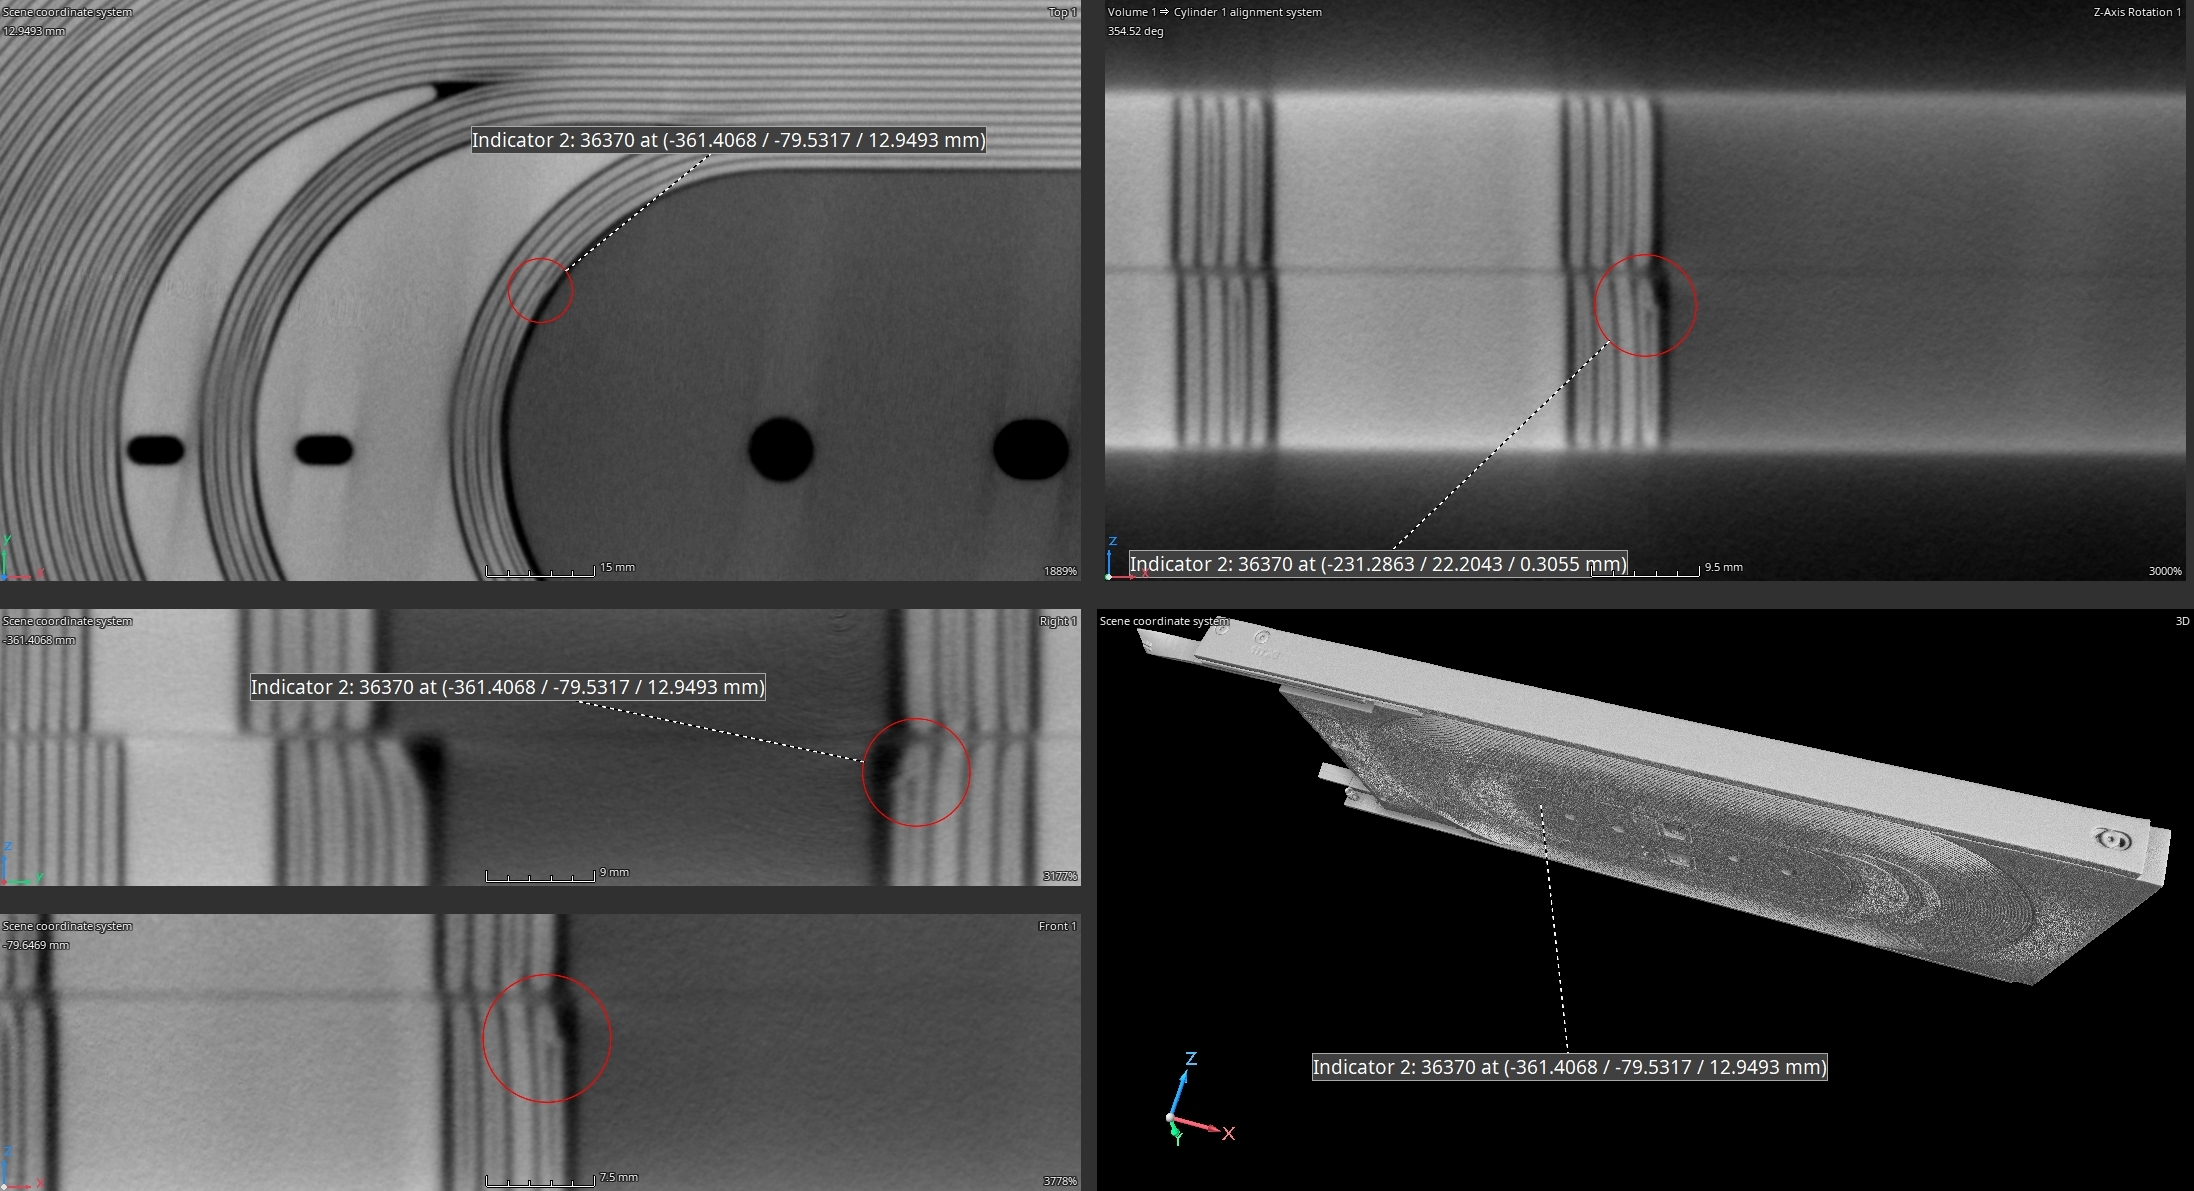 Scene coordinate system
Top 1
12.9493 mm
Indicator 2: 36370 at (-361.4068 / -79.5317 / 12.9493 mm)
y
x
15 mm
1889%
Volume 1 ⇒ Cylinder 1 alignment system
Z-Axis Rotation 1
354.52 deg
Z
x
Indicator 2: 36370 at (-231.2863 / 22.2043 / 0.3055 mm)
9.5 mm
3000%
Scene coordinate system
Right 1
-361.4068 mm
Indicator 2: 36370 at (-361.4068 / -79.5317 / 12.9493 mm)
Z
y
9 mm
3177%
Scene coordinate system
Front 1
-79.6469 mm
Z
x
7.5 mm
3778%
Scene coordinate system
3D
Indicator 2: 36370 at (-361.4068 / -79.5317 / 12.9493 mm)
Z
X
Y